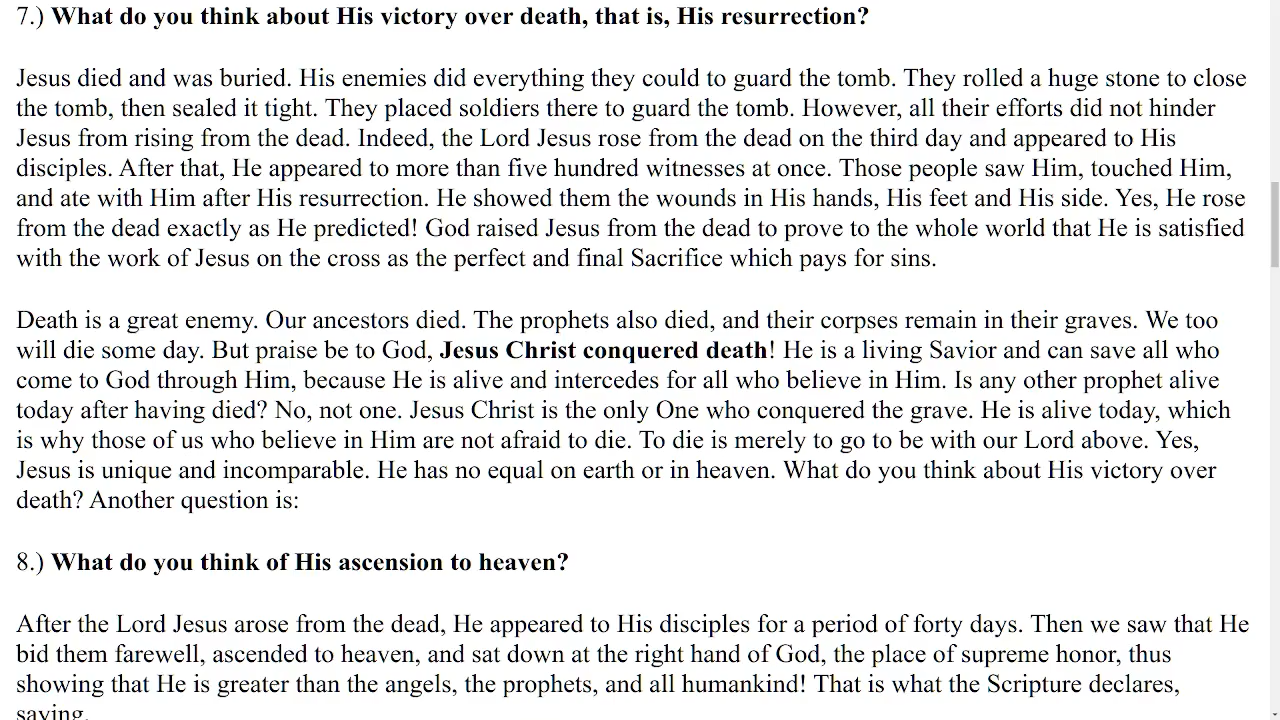 7.) What do you think about His victory over death, that is, His resurrection?
Jesus died and was buried. His enemies did everything they could to guard the tomb. They rolled a huge stone to close
the tomb, then sealed it tight. They placed soldiers there to guard the tomb. However, all their efforts did not hinder
Jesus from rising from the dead. Indeed, the Lord Jesus rose from the dead on the third day and appeared to His
disciples. After that, He appeared to more than five hundred witnesses at once. Those people saw Him, touched Him,
and ate with Him after His resurrection. He showed them the wounds in His hands, His feet and His side. Yes, He rose
from the dead exactly as He predicted! God raised Jesus from the dead to prove to the whole world that He is satisfied
with the work of Jesus on the cross as the perfect and final Sacrifice which pays for sins.
Death is a great enemy. Our ancestors died. The prophets also died, and their corpses remain in their graves. We too
will die some day. But praise be to God, Jesus Christ conquered death! He is a living Savior and can save all who
come to God through Him, because He is alive and intercedes for all who believe in Him. Is any other prophet alive
today after having died? No, not one. Jesus Christ is the only One who conquered the grave. He is alive today, which
is why those of us who believe in Him are not afraid to die. To die is merely to go to be with our Lord above. Yes,
Jesus is unique and incomparable. He has no equal on earth or in heaven. What do you think about His victory over
death? Another question is:
8.) What do you think of His ascension to heaven?
After the Lord Jesus arose from the dead, He appeared to His disciples for a period of forty days. Then we saw that He
bid them farewell, ascended to heaven, and sat down at the right hand of God, the place of supreme honor, thus
showing that He is greater than the angels, the prophets, and all humankind! That is what the Scripture declares,
saying,